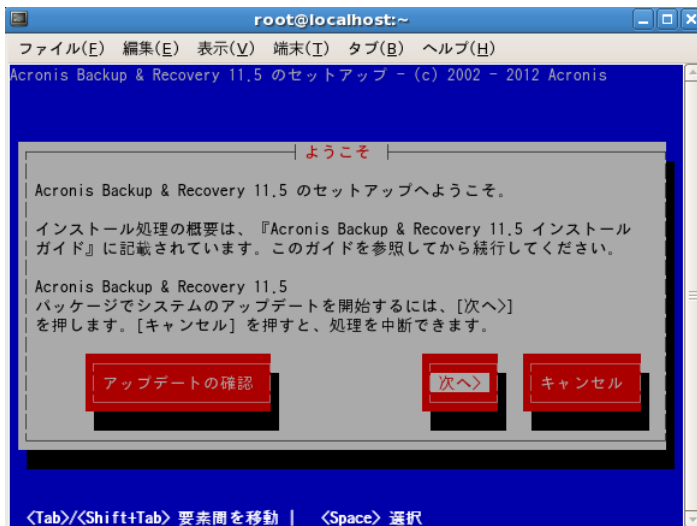 root@localhost:~
ファイル(F) 編集(E) 表示(V) 端末(T) タブ(B) ヘルプ(H)
Acronis Backup & Recovery 11.5 のセットアップ - (c) 2002 - 2012 Acronis
ようこそ
Acronis Backup & Recovery 11.5 のセットアップへようこそ。
インストール処理の概要は、『Acronis Backup & Recovery 11.5 インストール
ガイド』に記載されています。このガイドを参照してから続行してください。
Acronis Backup & Recovery 11.5
パッケージでシステムのアップデートを開始するには、[次へ>]
を押します。[キャンセル] を押すと、処理を中断できます。
アップデートの確認 次へ> キャンセル
<Tab>/<Shift+Tab> 要素間を移動 | <Space> 選択